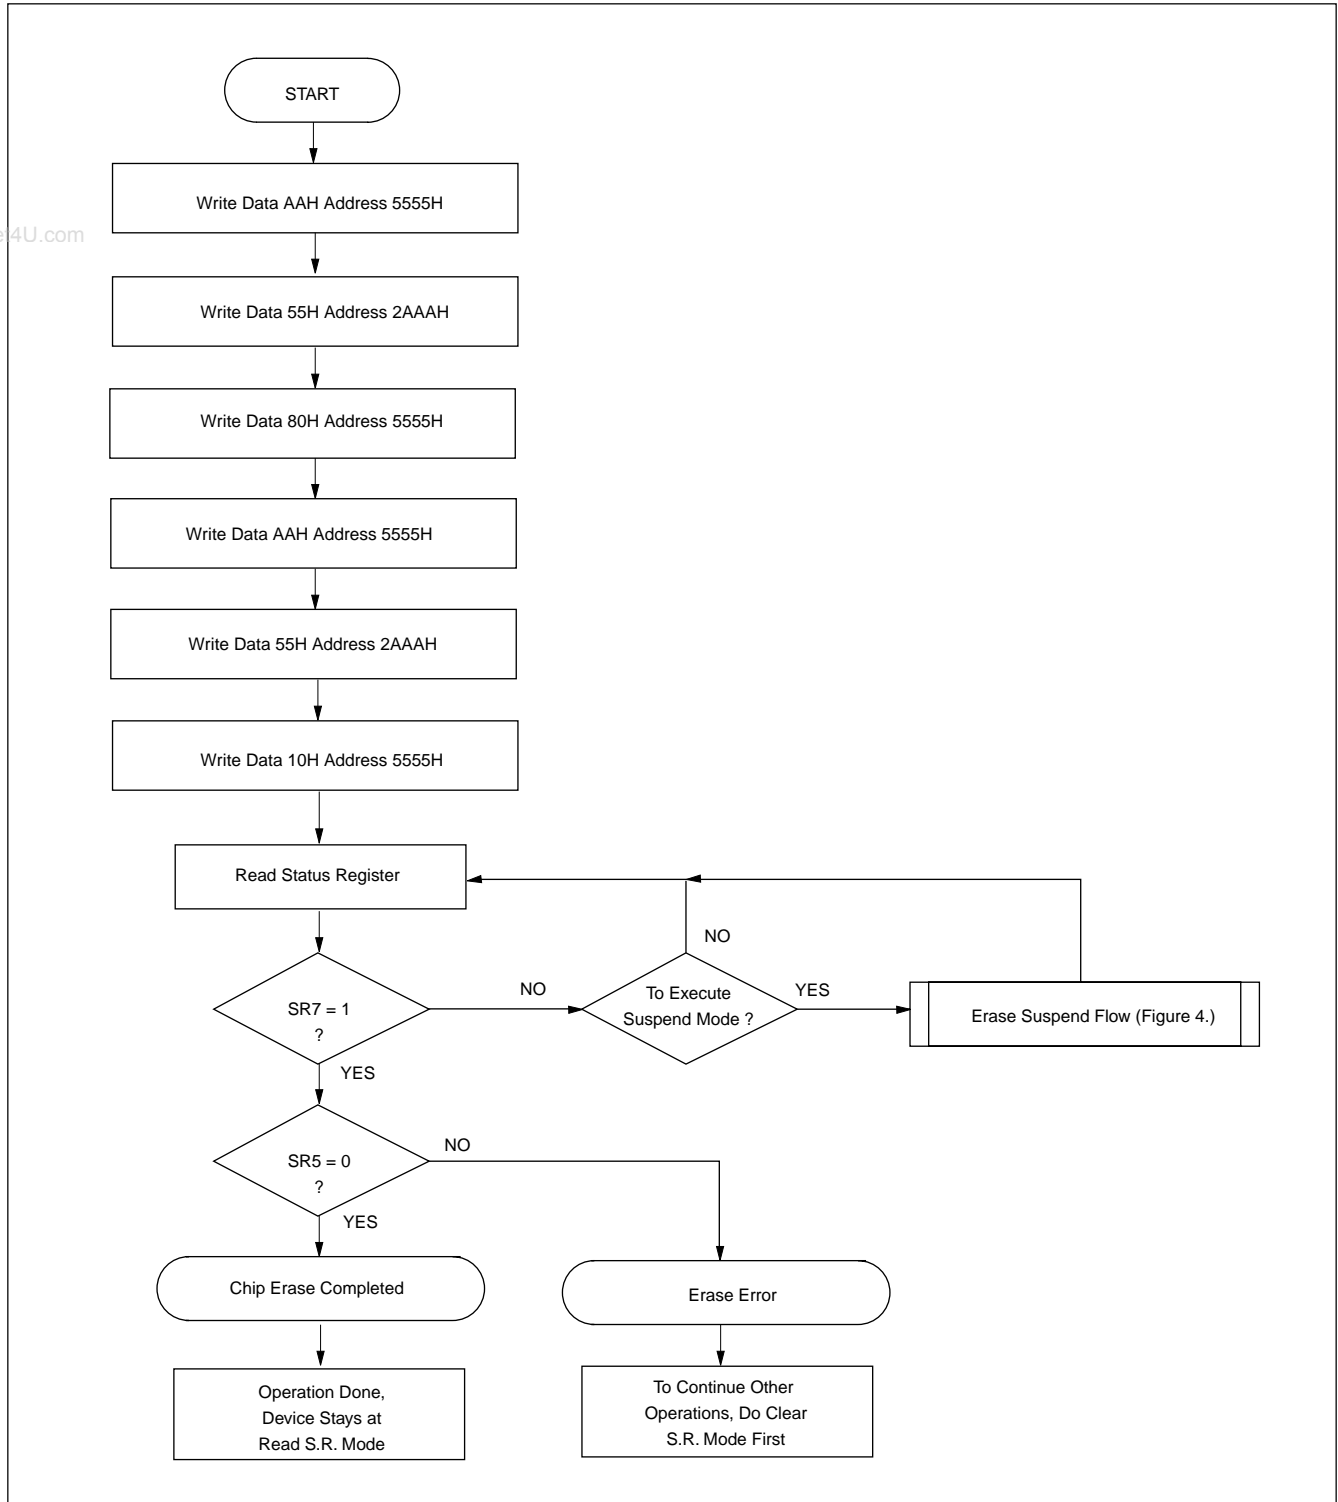 START
Write Data AAH Address 5555H
et4U.com
Write Data 55H Address 2AAAH
Write Data 80H Address 5555H
Write Data AAH Address 5555H
Write Data 55H Address 2AAAH
Write Data 10H Address 5555H
Read Status Register
NO
SR7 = 1
?
NO
To Execute
Suspend Mode ?
YES
Erase Suspend Flow (Figure 4.)
YES
SR5 = 0
?
NO
YES
Chip Erase Completed
Erase Error
Operation Done,
Device Stays at
Read S.R. Mode
To Continue Other
Operations, Do Clear
S.R. Mode First